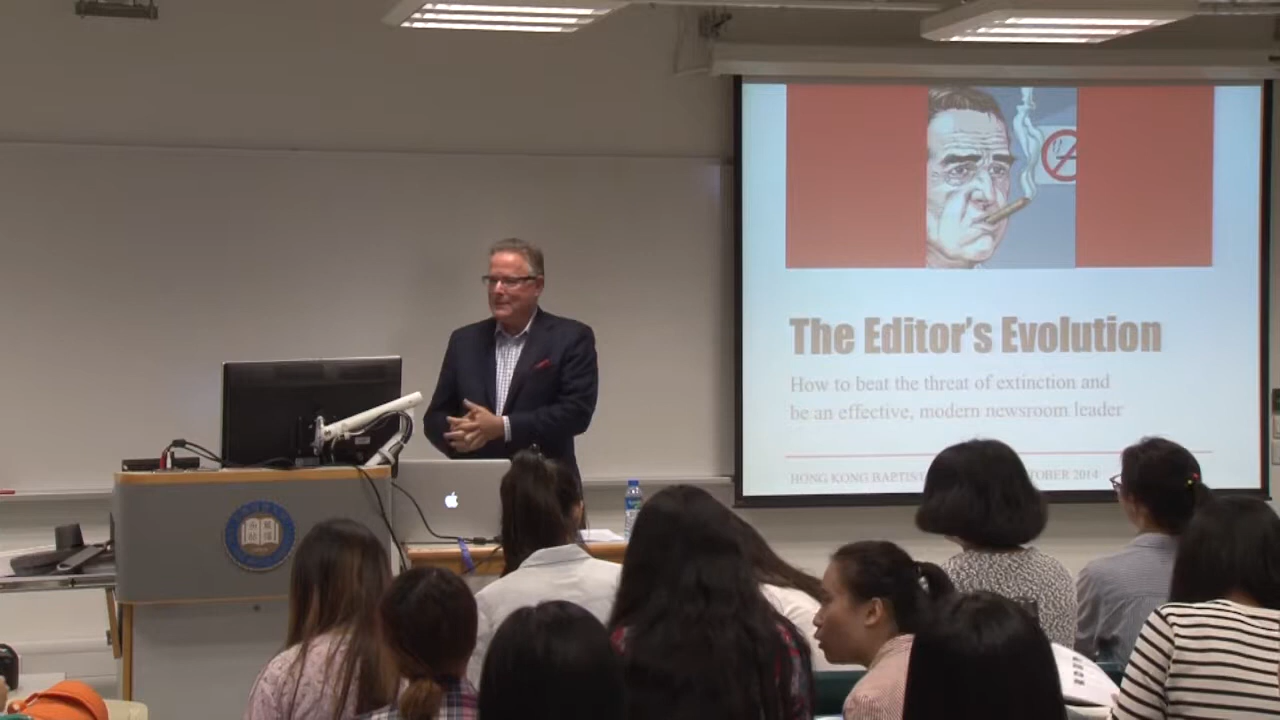 The Editor's Evolution
How to beat the threat of extinction and
be an effective, modern newsroom leader
HONG KONG BAPTIST
OCTOBER 2014